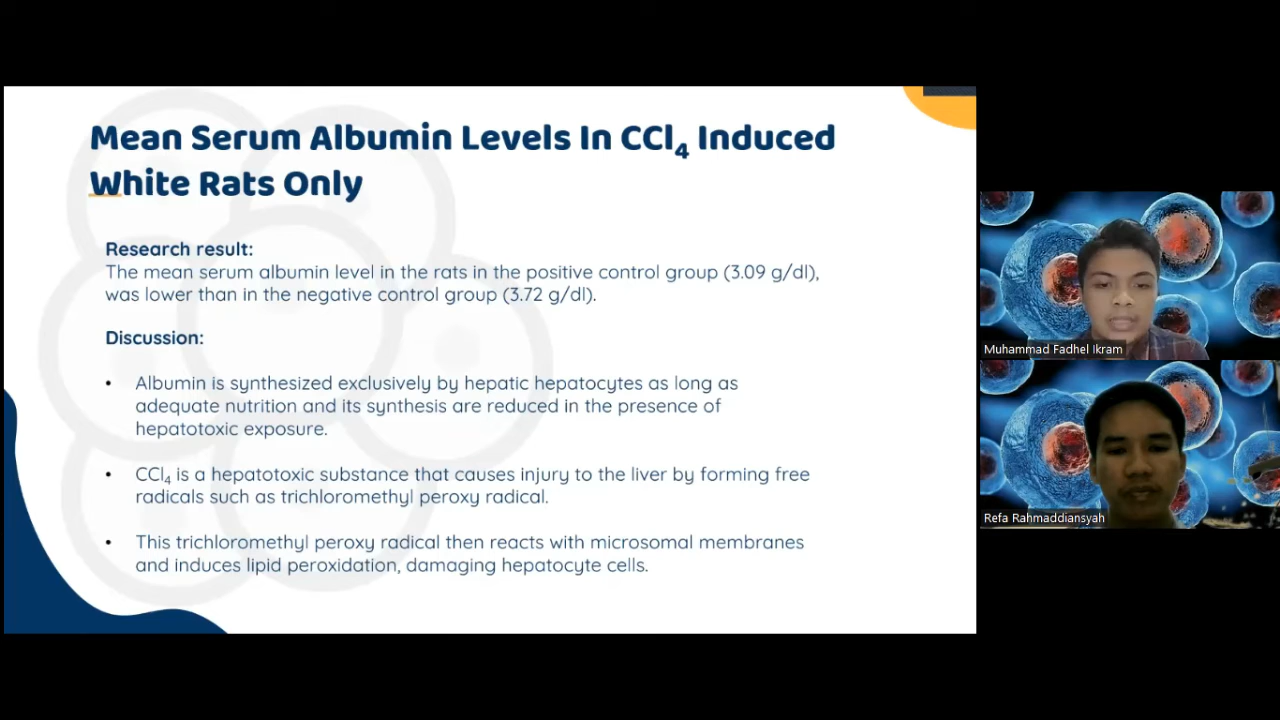 Mean Serum Albumin Levels In CCl₄ Induced
White Rats Only
Research result:
The mean serum albumin level in the rats in the positive control group (3.09 g/dl),
was lower than in the negative control group (3.72 g/dl).
Discussion:
• Albumin is synthesized exclusively by hepatic hepatocytes as long as
adequate nutrition and its synthesis are reduced in the presence of
hepatotoxic exposure.
• CCl₄ is a hepatotoxic substance that causes injury to the liver by forming free
radicals such as trichloromethyl peroxy radical.
• This trichloromethyl peroxy radical then reacts with microsomal membranes
and induces lipid peroxidation, damaging hepatocyte cells.
Muhammad Fadhel Ikram
Refa Rahmaddiansyah